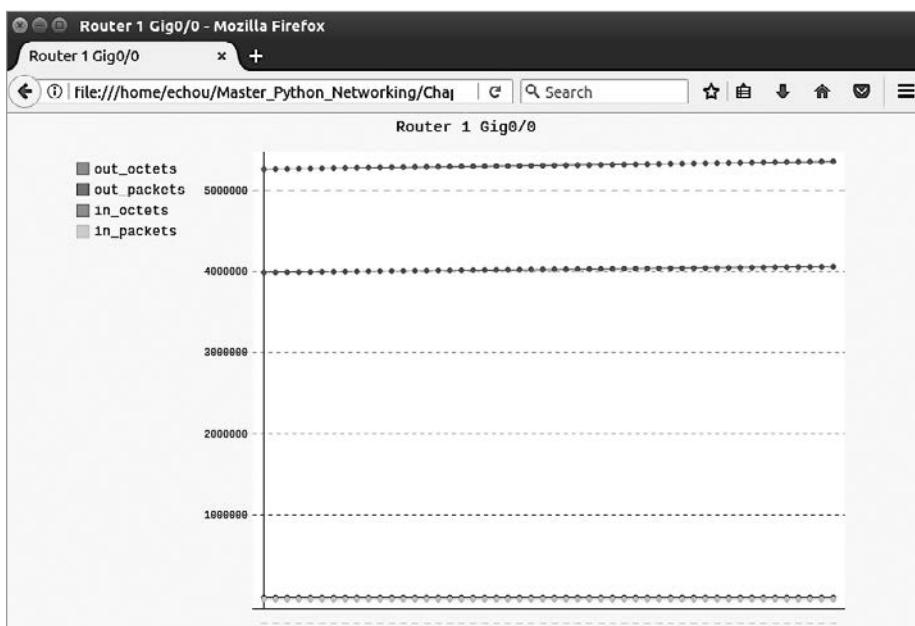 Router 1 Gig0/0 - Mozilla Firefox
Router 1 Gig0/0 × +
file:///home/echou/Master_Python_Networking/Chap Search
Router 1 Gig0/0
out_octets
out_packets
in_octets
in_packets
5000000
4000000
3000000
2000000
1000000